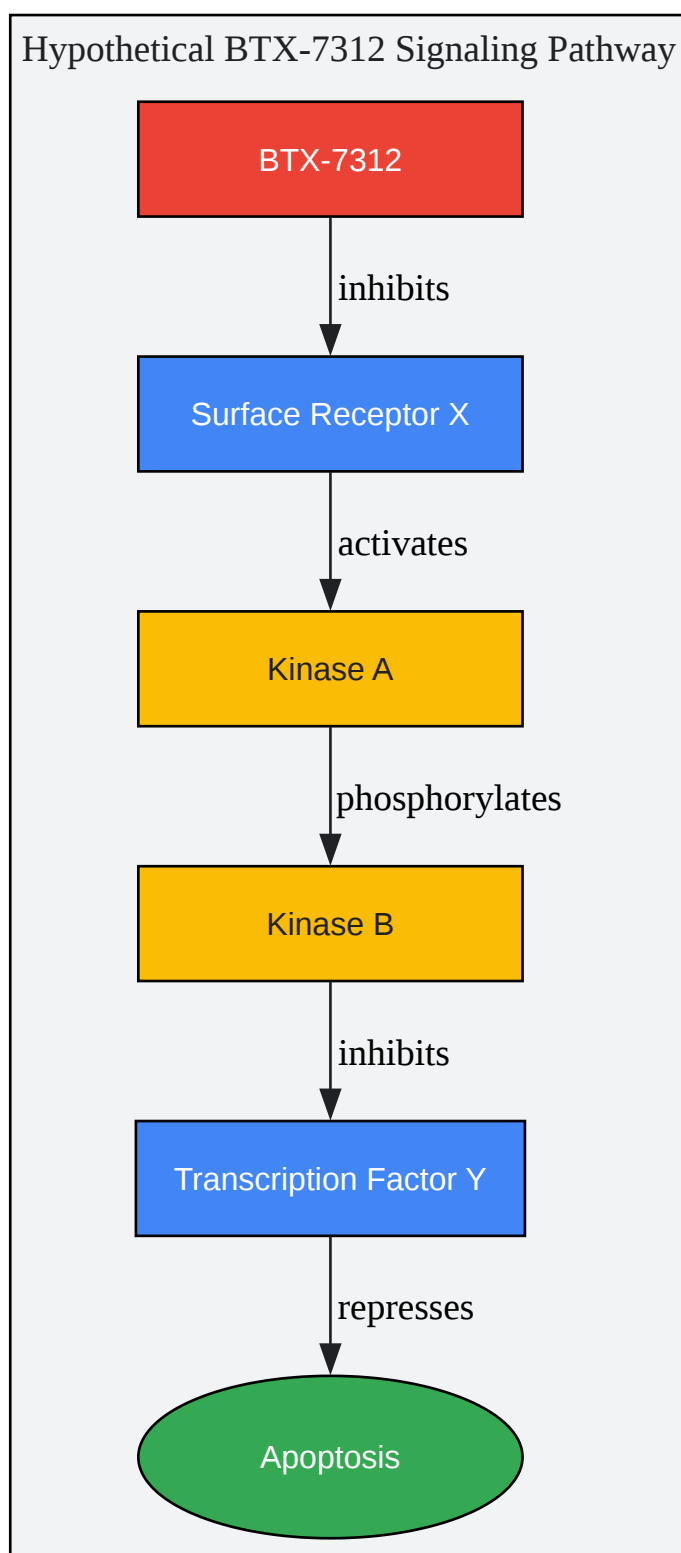 Hypothetical BTX-7312 Signaling Pathway
BTX-7312
inhibits
Surface Receptor X
activates
Kinase A
phosphorylates
Kinase B
inhibits
Transcription Factor Y
represses
Apoptosis